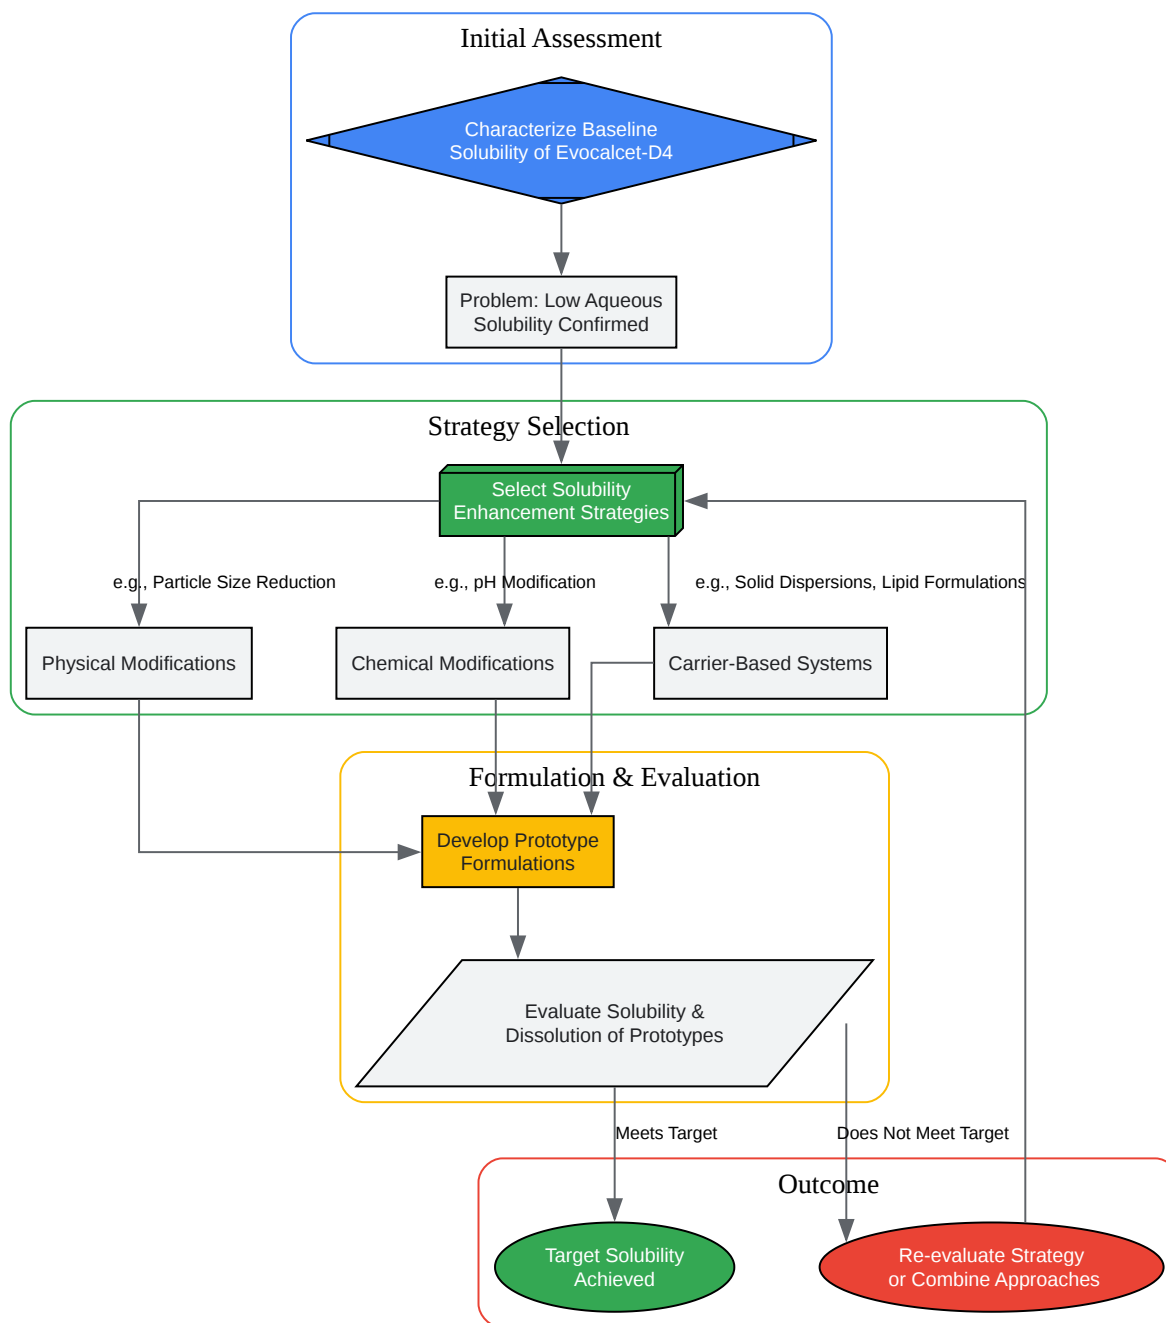 Initial Assessment
Characterize Baseline
Solubility of Evocalcet-D4
Problem: Low Aqueous
Solubility Confirmed
Strategy Selection
Select Solubility
Enhancement Strategies
e.g., Particle Size Reduction
e.g., pH Modification
e.g., Solid Dispersions, Lipid Formulations
Physical Modifications
Chemical Modifications
Carrier-Based Systems
Formulation & Evaluation
Develop Prototype
Formulations
Evaluate Solubility &
Dissolution of Prototypes
Meets Target
Does Not Meet Target
Outcome
Target Solubility
Achieved
Re-evaluate Strategy
or Combine Approaches